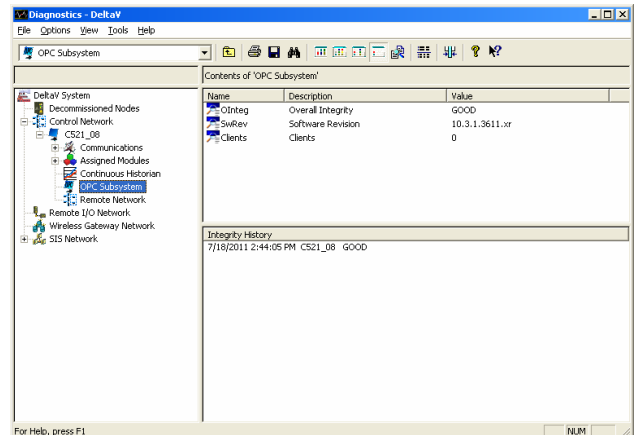 Diagnostics - DeltaV
File Options View Tools Help
OPC Subsystem
Contents of 'OPC Subsystem'
DeltaV System
Decommissioned Nodes
Control Network
C521_08
Communications
Assigned Modules
Continuous Historian
OPC Subsystem
Remote Network
Remote I/O Network
Wireless Gateway Network
SIS Network
Name Description Value
OInteg Overall Integrity GOOD
SwRev Software Revision 10.3.1.3611.xr
Clients Clients 0
Integrity History
7/18/2011 2:44:05 PM C521_08 GOOD
For Help, press F1
NUM